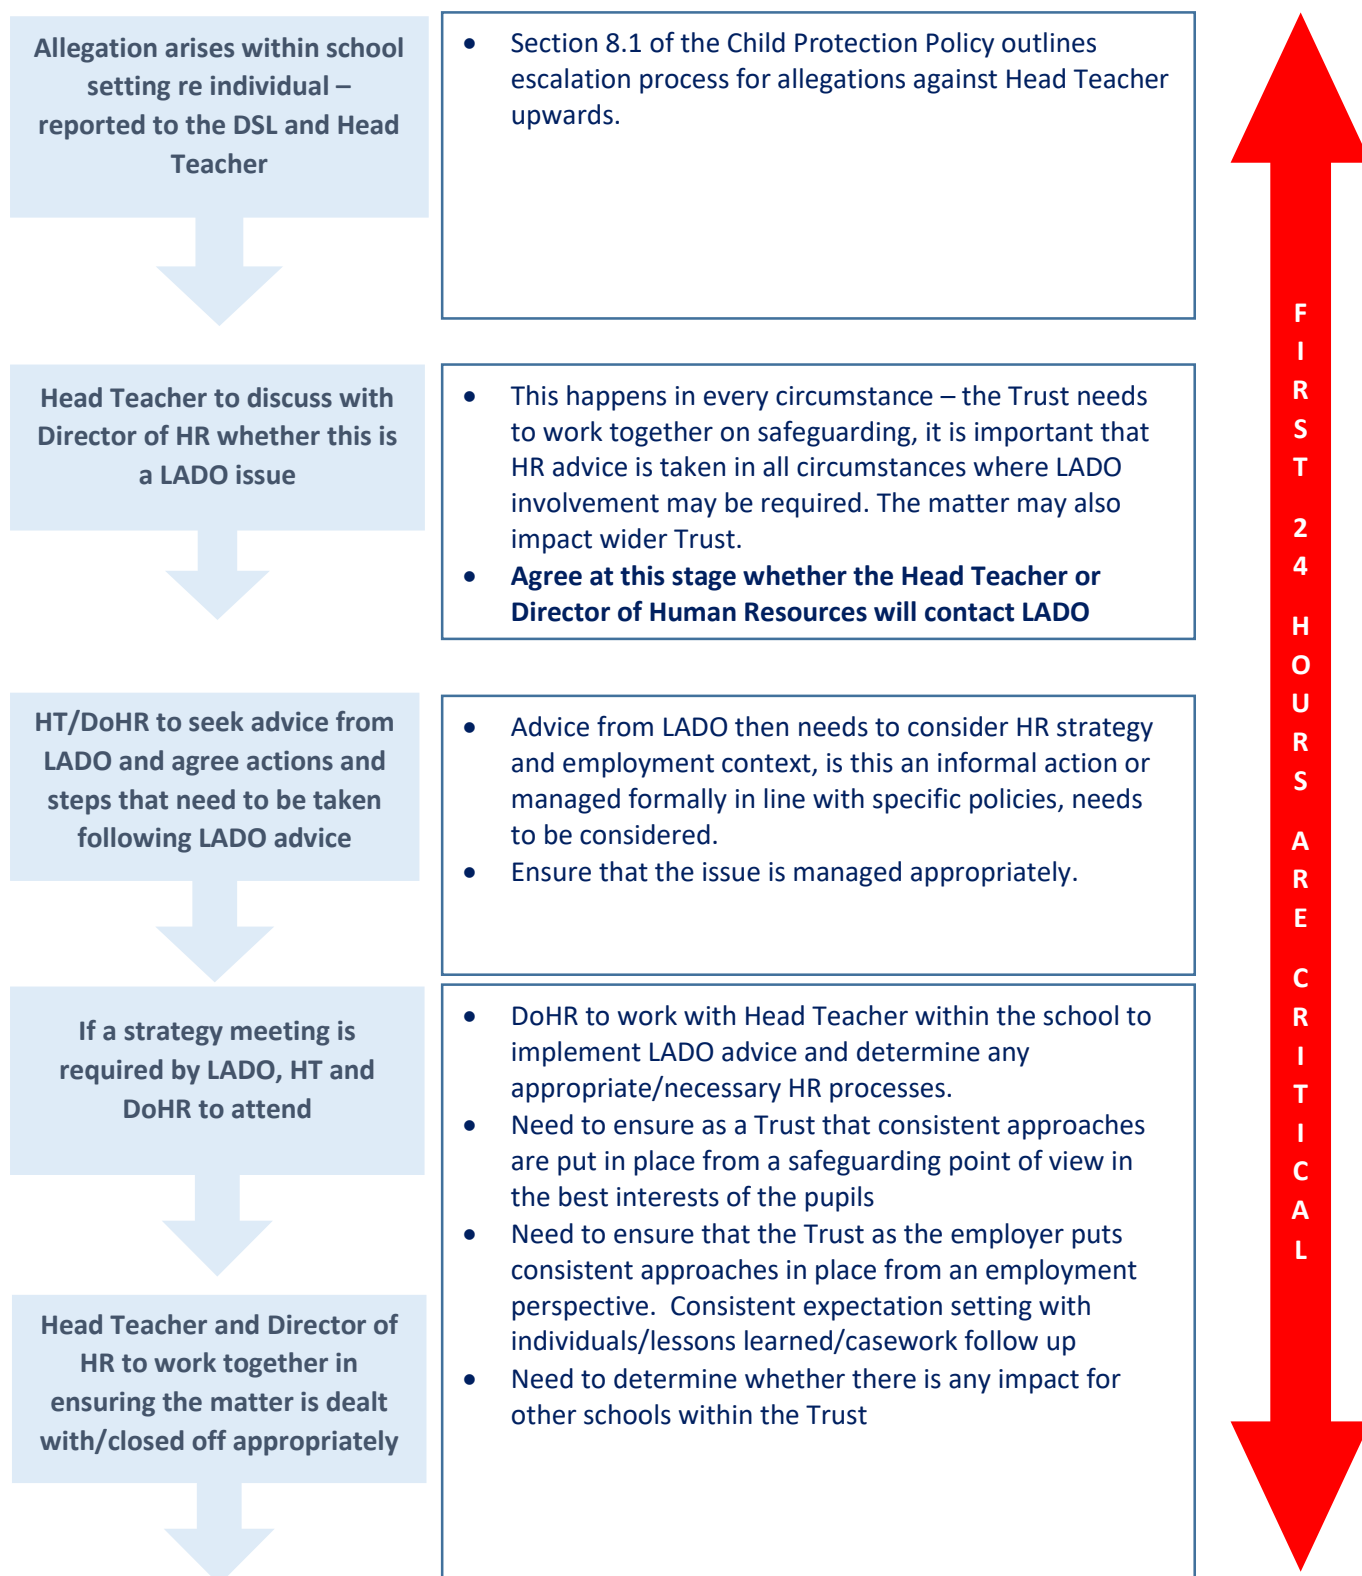 Allegation arises within school
setting re individual –
reported to the DSL and Head
Teacher
• Section 8.1 of the Child Protection Policy outlines
escalation process for allegations against Head Teacher
upwards.
Head Teacher to discuss with
Director of HR whether this is
a LADO issue
• This happens in every circumstance – the Trust needs
to work together on safeguarding, it is important that
HR advice is taken in all circumstances where LADO
involvement may be required. The matter may also
impact wider Trust.
• Agree at this stage whether the Head Teacher or
Director of Human Resources will contact LADO
HT/DoHR to seek advice from
LADO and agree actions and
steps that need to be taken
following LADO advice
• Advice from LADO then needs to consider HR strategy
and employment context, is this an informal action or
managed formally in line with specific policies, needs
to be considered.
• Ensure that the issue is managed appropriately.
If a strategy meeting is
required by LADO, HT and
DoHR to attend
• DoHR to work with Head Teacher within the school to
implement LADO advice and determine any
appropriate/necessary HR processes.
• Need to ensure as a Trust that consistent approaches
are put in place from a safeguarding point of view in
the best interests of the pupils
• Need to ensure that the Trust as the employer puts
consistent approaches in place from an employment
perspective.  Consistent expectation setting with
individuals/lessons learned/casework follow up
• Need to determine whether there is any impact for
other schools within the Trust
Head Teacher and Director of
HR to work together in
ensuring the matter is dealt
with/closed off appropriately
FIRST 24 HOURS ARE CRITICAL